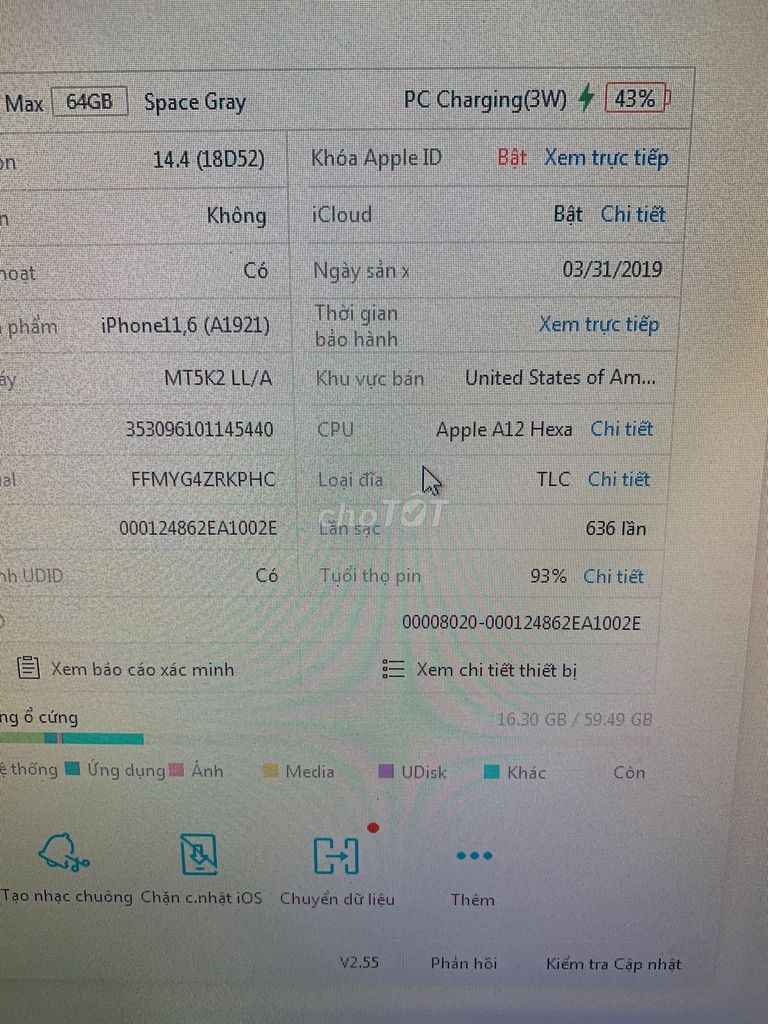 Max 64GB Space Gray PC Charging(3W) 43%
ọn 14.4 (18D52) Khóa Apple ID Bật Xem trực tiếp
n Không iCloud Bật Chi tiết
hoạt Có Ngày sản x 03/31/2019
phẩm iPhone11,6 (A1921) Thời gian bảo hành Xem trực tiếp
áy MT5K2 LL/A Khu vực bán United States of Am...
353096101145440 CPU Apple A12 Hexa Chi tiết
ial FFMYG4ZRKPHC Loại đĩa TLC Chi tiết
choTỐT
000124862EA1002E Lần sạc 636 lần
nh UDID Có Tuổi thọ pin 93% Chi tiết
00008020-000124862EA1002E
Xem báo cáo xác minh Xem chi tiết thiết bị
ng ổ cứng 16.30 GB / 59.49 GB
ệ thống Ứng dụng Ảnh Media UDisk Khác Còn
Tạo nhạc chuông Chặn c.nhật iOS Chuyển dữ liệu Thêm
V2.55 Phản hồi Kiểm tra Cập nhật